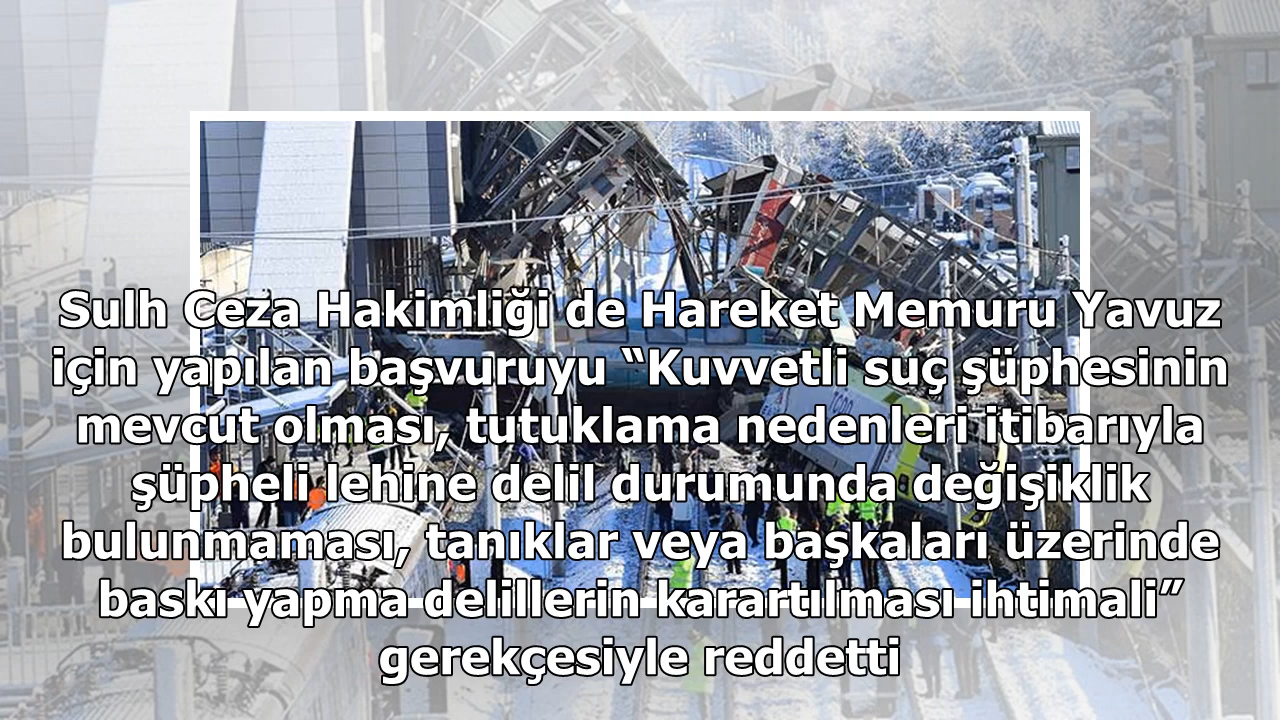 Sulh Ceza Hakimliği de Hareket Memuru Yavuz
için yapılan başvuruyu “Kuvvetli suç şüphesinin
mevcut olması, tutuklama nedenleri itibarıyla
şüpheli lehine delil durumunda değişiklik
bulunmaması, tanıklar veya başkaları üzerinde
baskı yapma delillerin karartılması ihtimali”
gerekçesiyle reddetti
TCDD